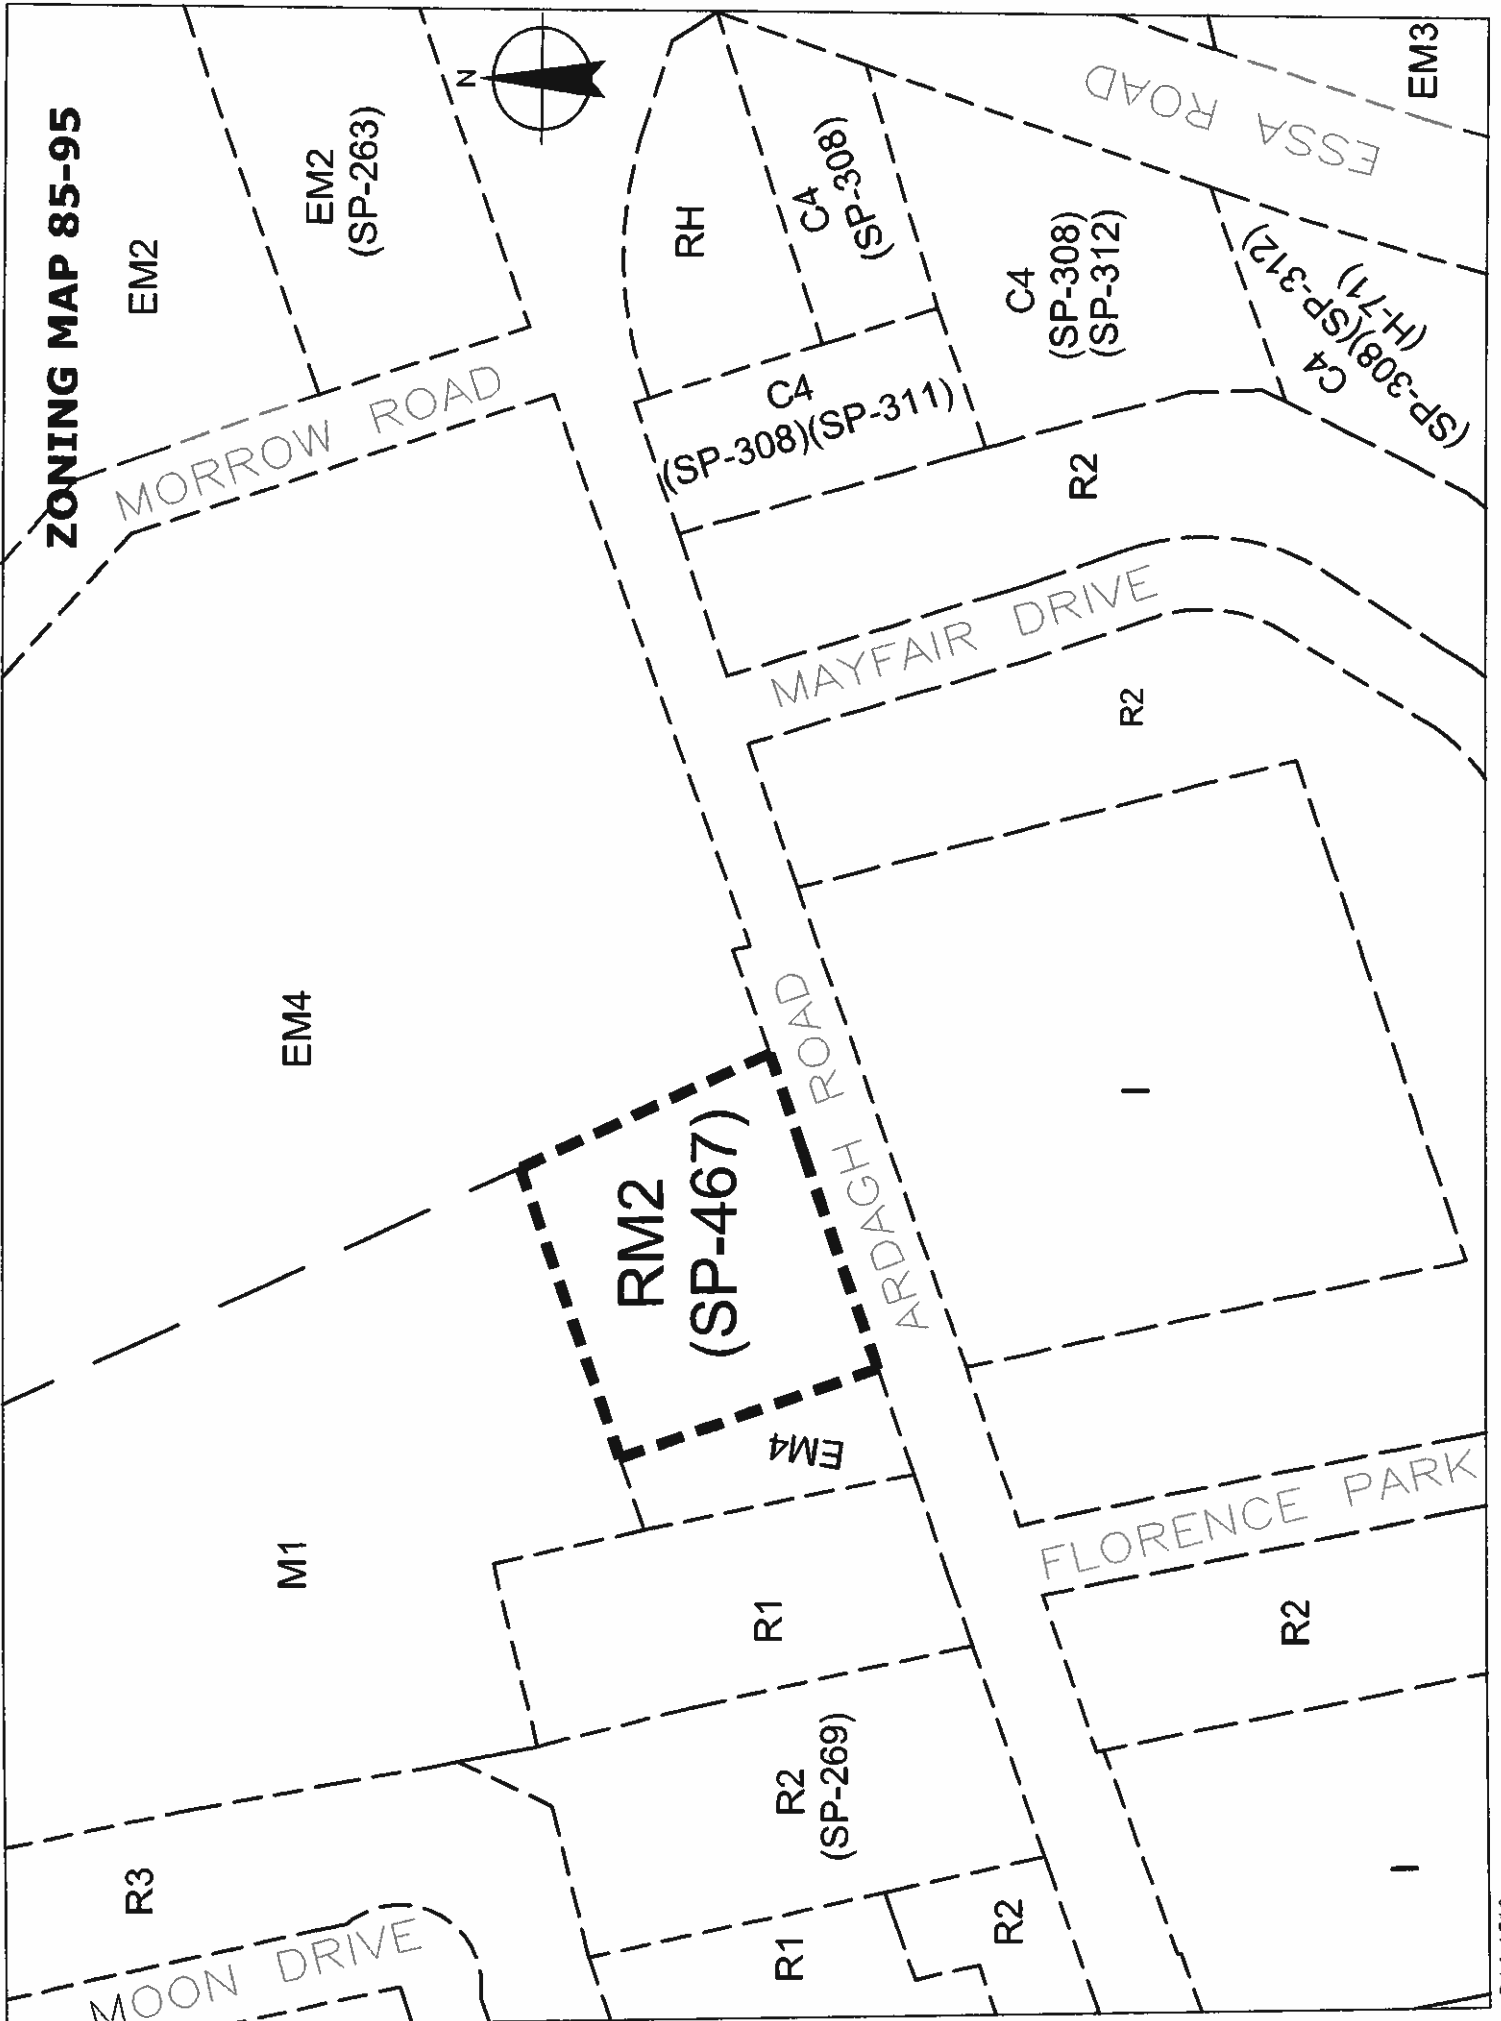 ZONING MAP 85-95
EM2
EM2
(SP-263)
N
MORROW ROAD
RH
C4
(SP-308)
C4
(SP-308)(SP-311)
C4
(SP-308)
(SP-312)
C4
(SP-308)(SP-312)
(H-71)
ESSA ROAD
EM3
R2
MAYFAIR DRIVE
R2
EM4
RM2
(SP-467)
ARDAGH ROAD
I
EM4
M1
R1
FLORENCE PARK
R2
R2
(SP-269)
R3
MOON DRIVE
R1
R2
I